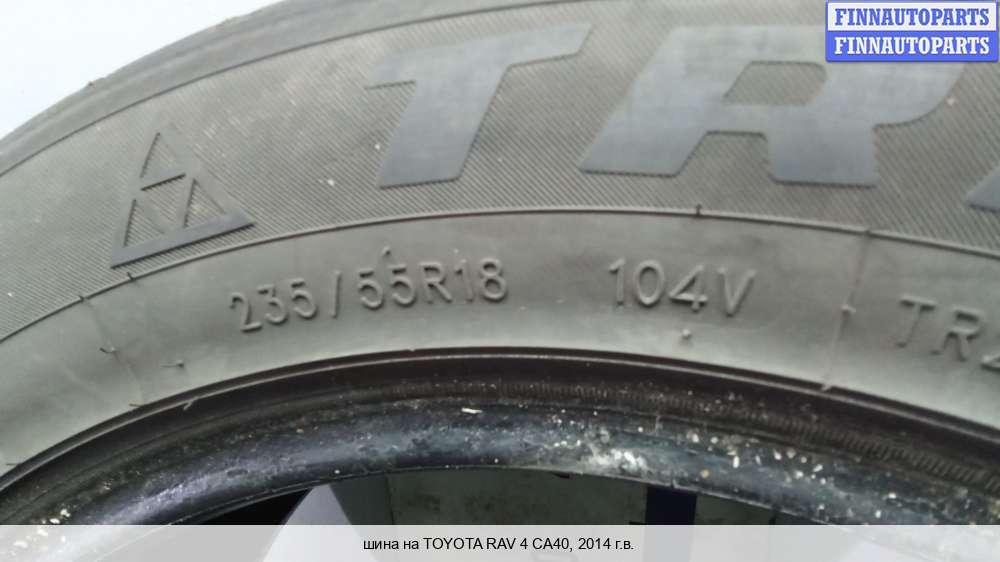 FINNAUTOPARTS
FINNAUTOPARTS
235/55R18 104V
шина на TOYOTA RAV 4 CA40, 2014 г.в.